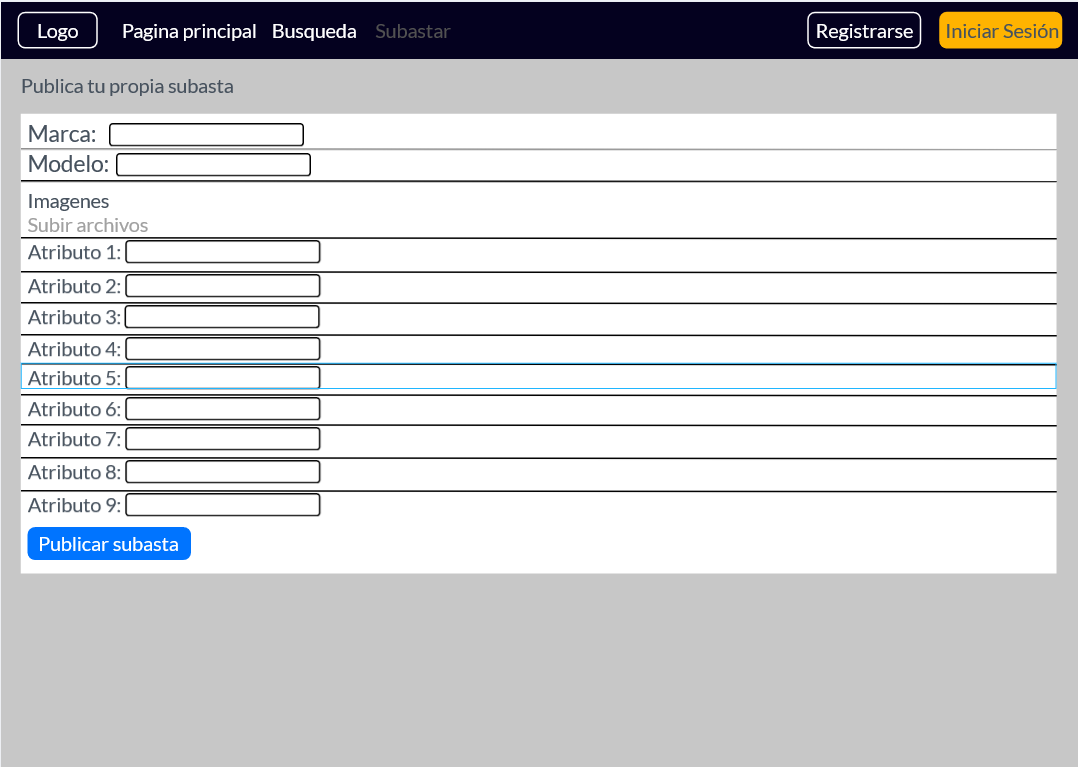 Logo Pagina principal Busqueda Subastar Registrarse Iniciar Sesión
Publica tu propia subasta
Marca:
Modelo:
Imagenes
Subir archivos
Atributo 1:
Atributo 2:
Atributo 3:
Atributo 4:
Atributo 5:
Atributo 6:
Atributo 7:
Atributo 8:
Atributo 9:
Publicar subasta